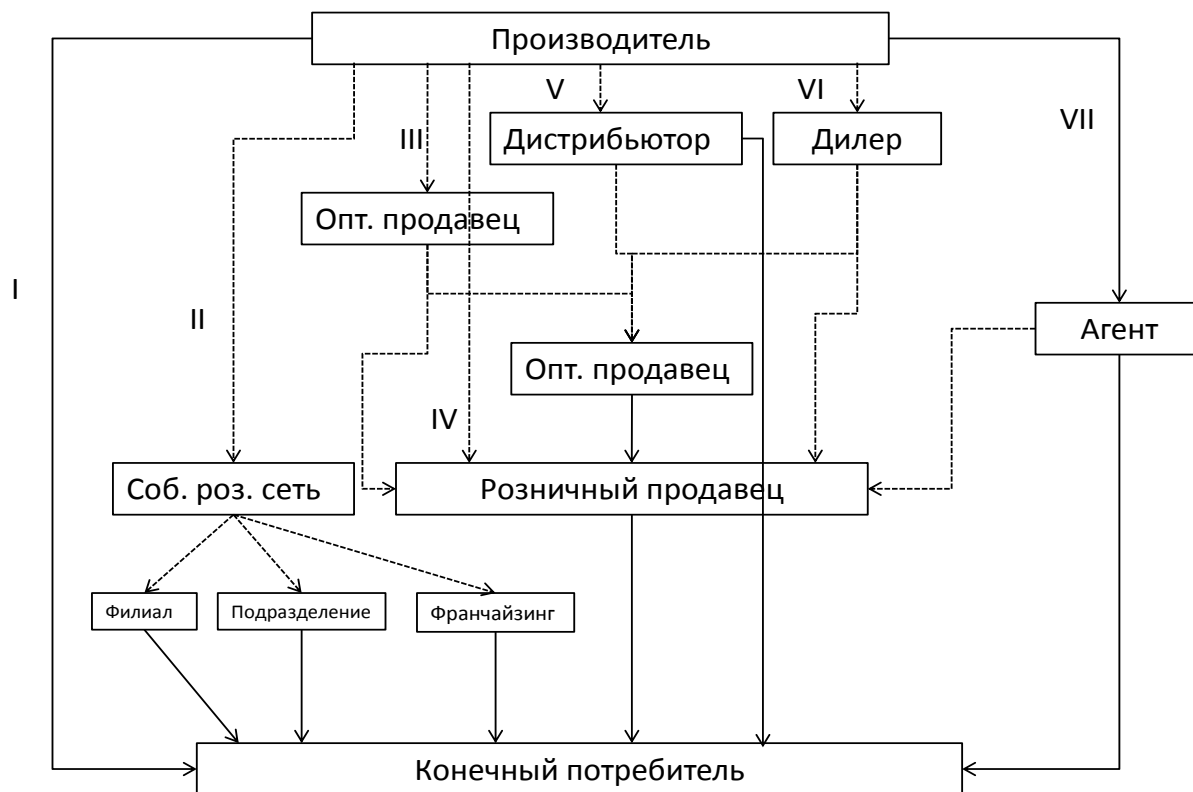 Производитель
V
VI
VII
III
Дистрибьютор
Дилер
Опт. продавец
I
II
Агент
Опт. продавец
IV
Соб. роз. сеть
Розничный продавец
Филиал
Подразделение
Франчайзинг
Конечный потребитель